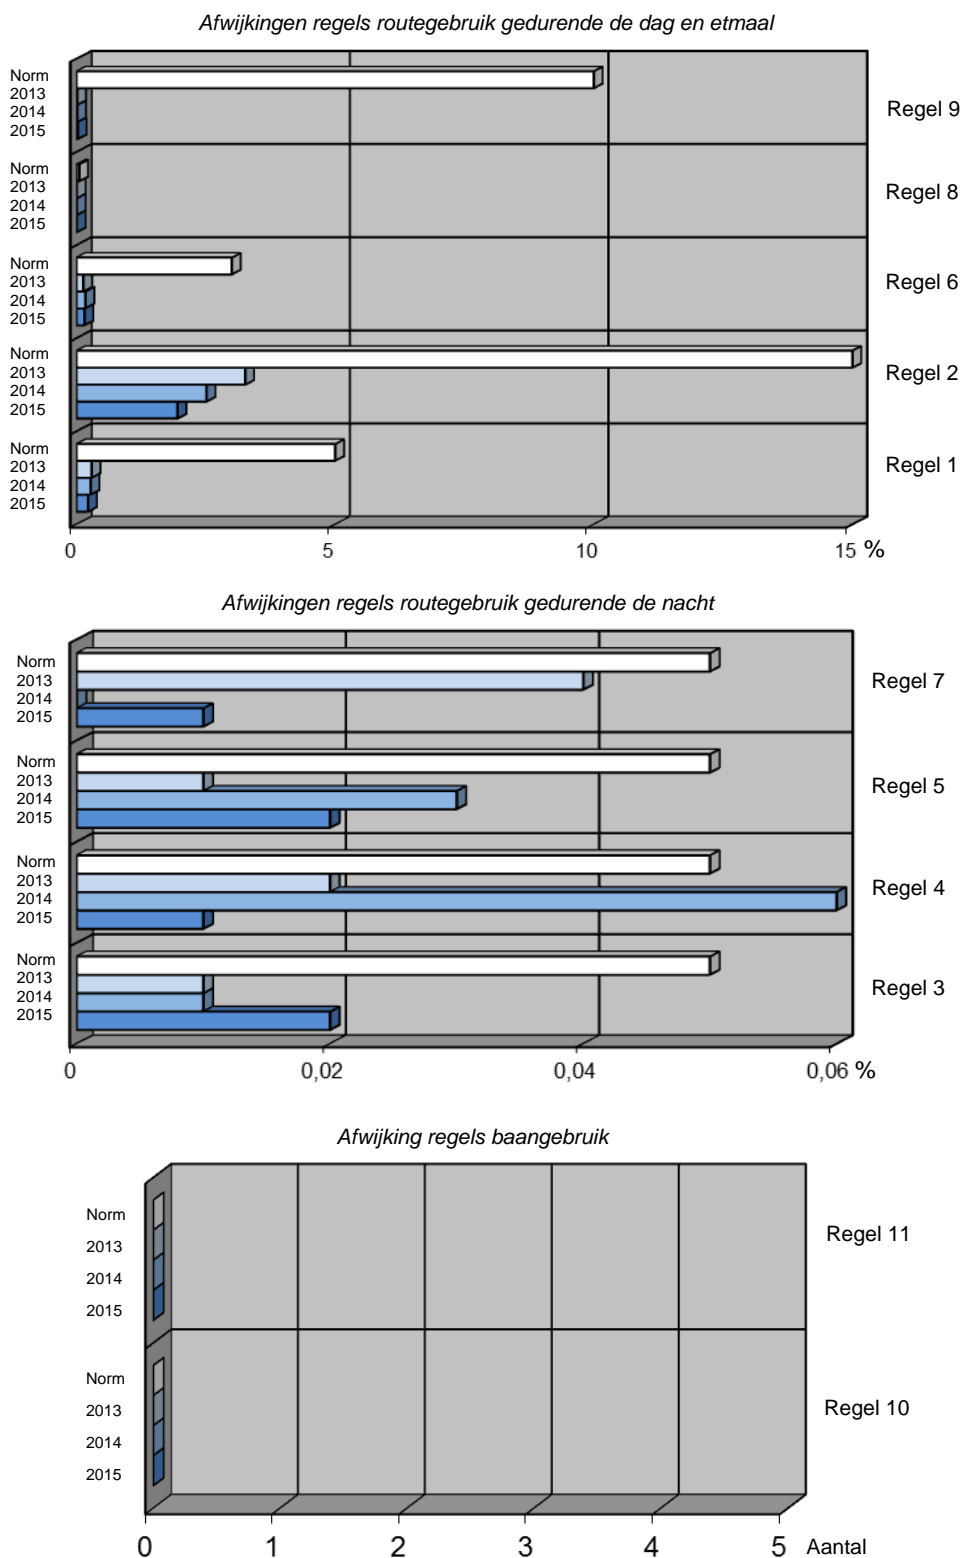 Afwijkingen regels routegebruik gedurende de dag en etmaal
Norm
2013
2014
2015
Regel 9
Norm
2013
2014
2015
Regel 8
Norm
2013
2014
2015
Regel 6
Norm
2013
2014
2015
Regel 2
Norm
2013
2014
2015
Regel 1
0 5 10 15 %
Afwijkingen regels routegebruik gedurende de nacht
Norm
2013
2014
2015
Regel 7
Norm
2013
2014
2015
Regel 5
Norm
2013
2014
2015
Regel 4
Norm
2013
2014
2015
Regel 3
0 0,02 0,04 0,06 %
Afwijking regels baangebruik
Norm
2013
2014
2015
Regel 11
Norm
2013
2014
2015
Regel 10
0 1 2 3 4 5 Aantal